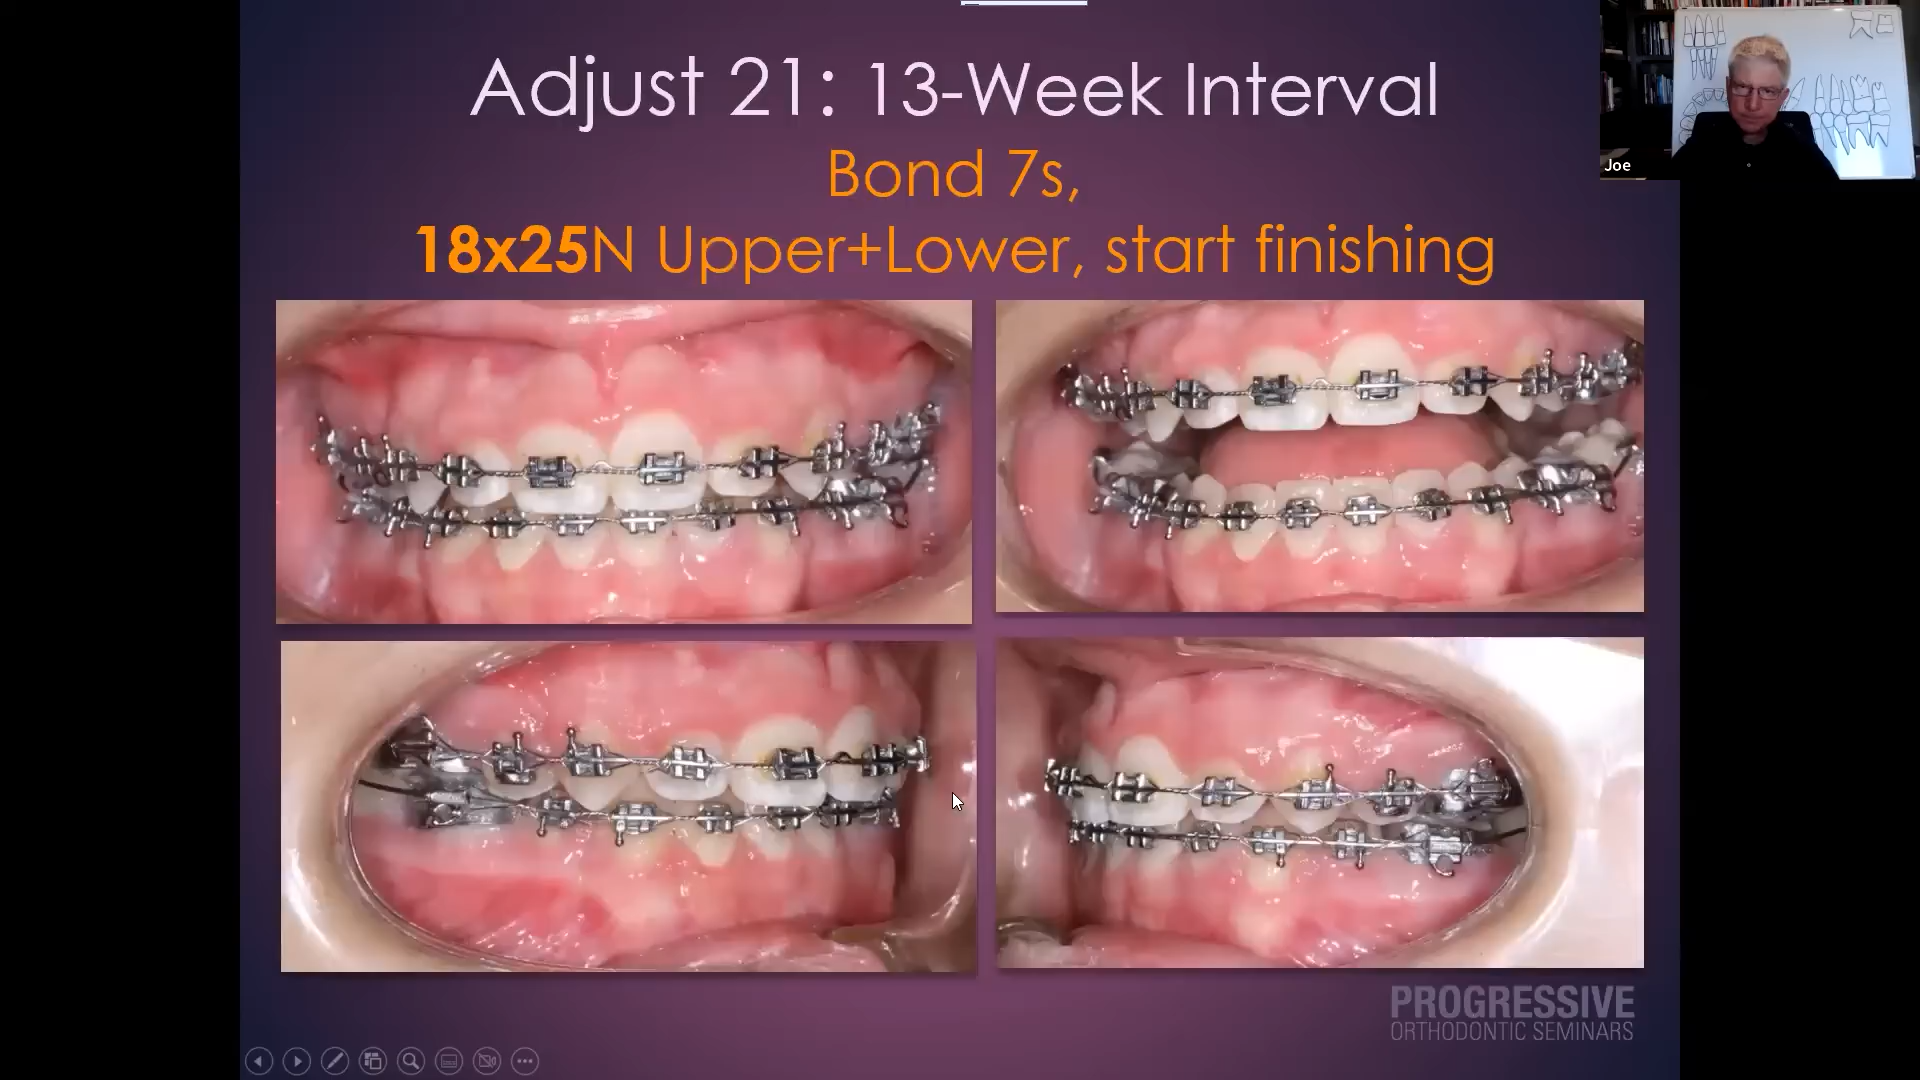 Adjust 21: 13-Week Interval
Bond 7s,
18x25N Upper+Lower, start finishing
Joe
PROGRESSIVE
ORTHODONTIC SEMINARS